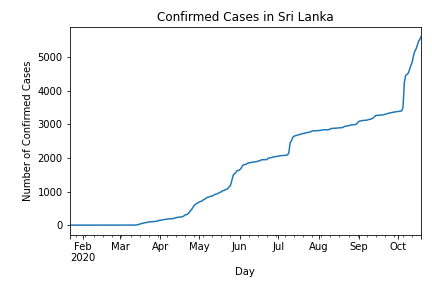 Confirmed Cases in Sri Lanka
Number of Confirmed Cases
5000
4000
3000
2000
1000
0
Feb Mar Apr May Jun Jul Aug Sep Oct
2020
Day